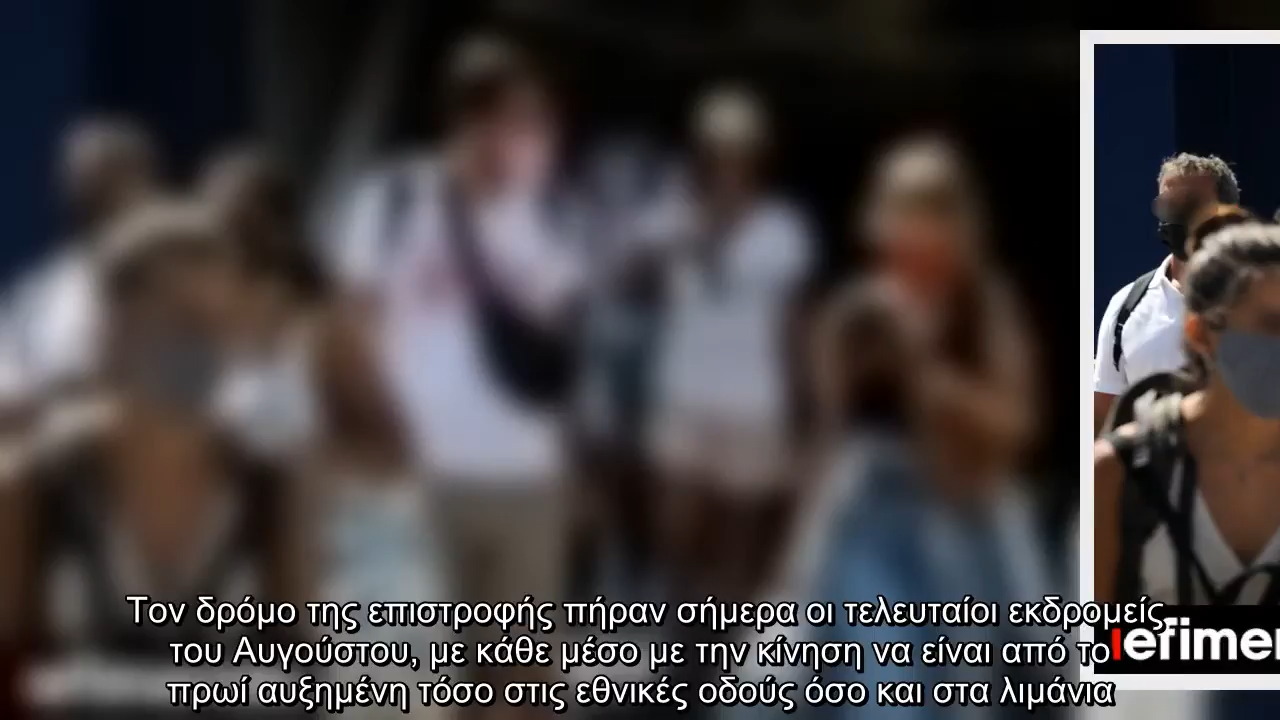 Τον δρόμο της επιστροφής πήραν σήμερα οι τελευταίοι εκδρομείς
του Αυγούστου, με κάθε μέσο με την κίνηση να είναι από το
πρωί αυξημένη τόσο στις εθνικές οδούς όσο και στα λιμάνια
iefimer